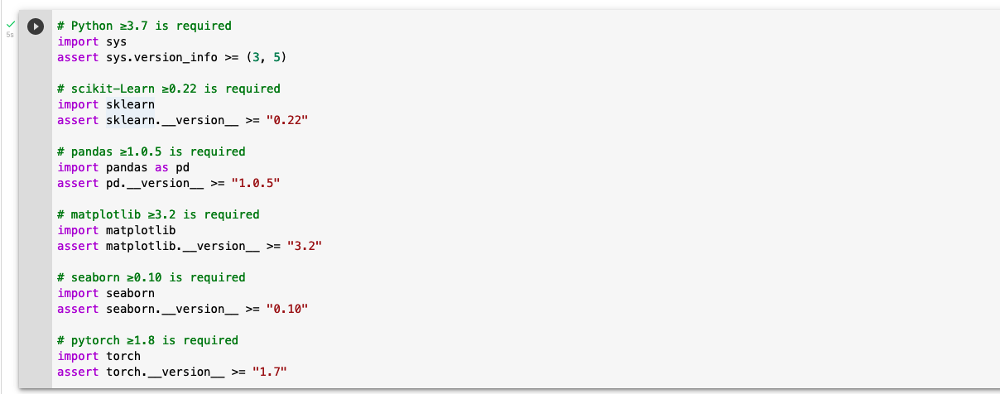 5s
# Python ≥3.7 is required
import sys
assert sys.version_info >= (3, 5)
# scikit-Learn ≥0.22 is required
import sklearn
assert sklearn.__version__ >= "0.22"
# pandas ≥1.0.5 is required
import pandas as pd
assert pd.__version__ >= "1.0.5"
# matplotlib ≥3.2 is required
import matplotlib
assert matplotlib.__version__ >= "3.2"
# seaborn ≥0.10 is required
import seaborn
assert seaborn.__version__ >= "0.10"
# pytorch ≥1.8 is required
import torch
assert torch.__version__ >= "1.7"